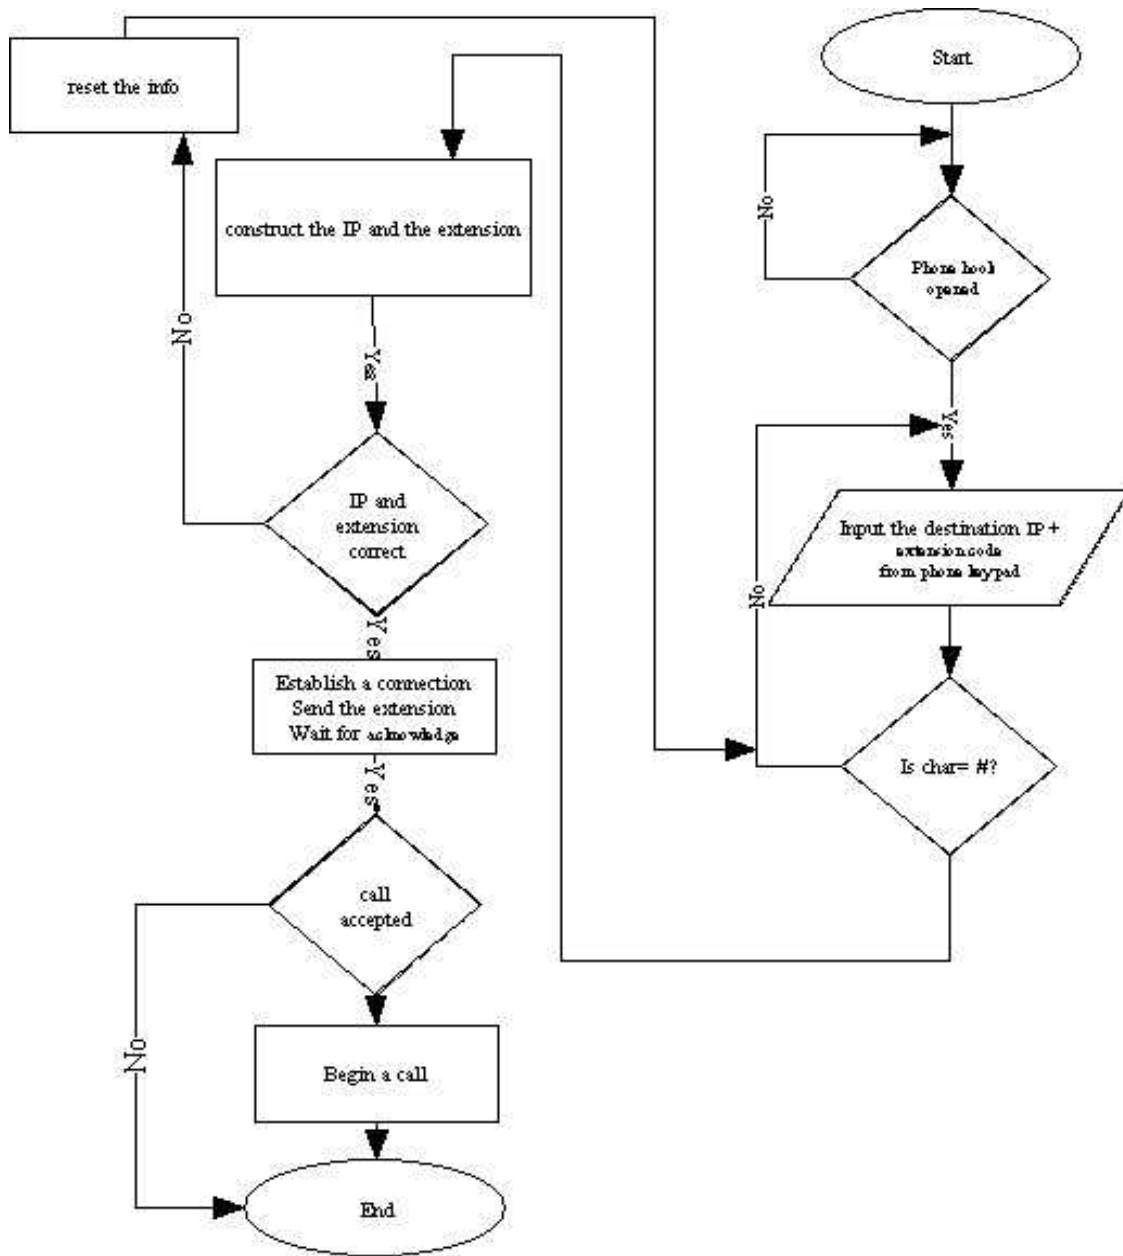 Start
No
Phone hook
opened
Yes
Input the destination IP +
extension code
from phone keypad
No
Is char= #?
reset the info
construct the IP and the extension
No
Yes
IP and
extension
correct
Yes
Establish a connection
Send the extension
Wait for acknowledge
Yes
call
accepted
No
Begin a call
End